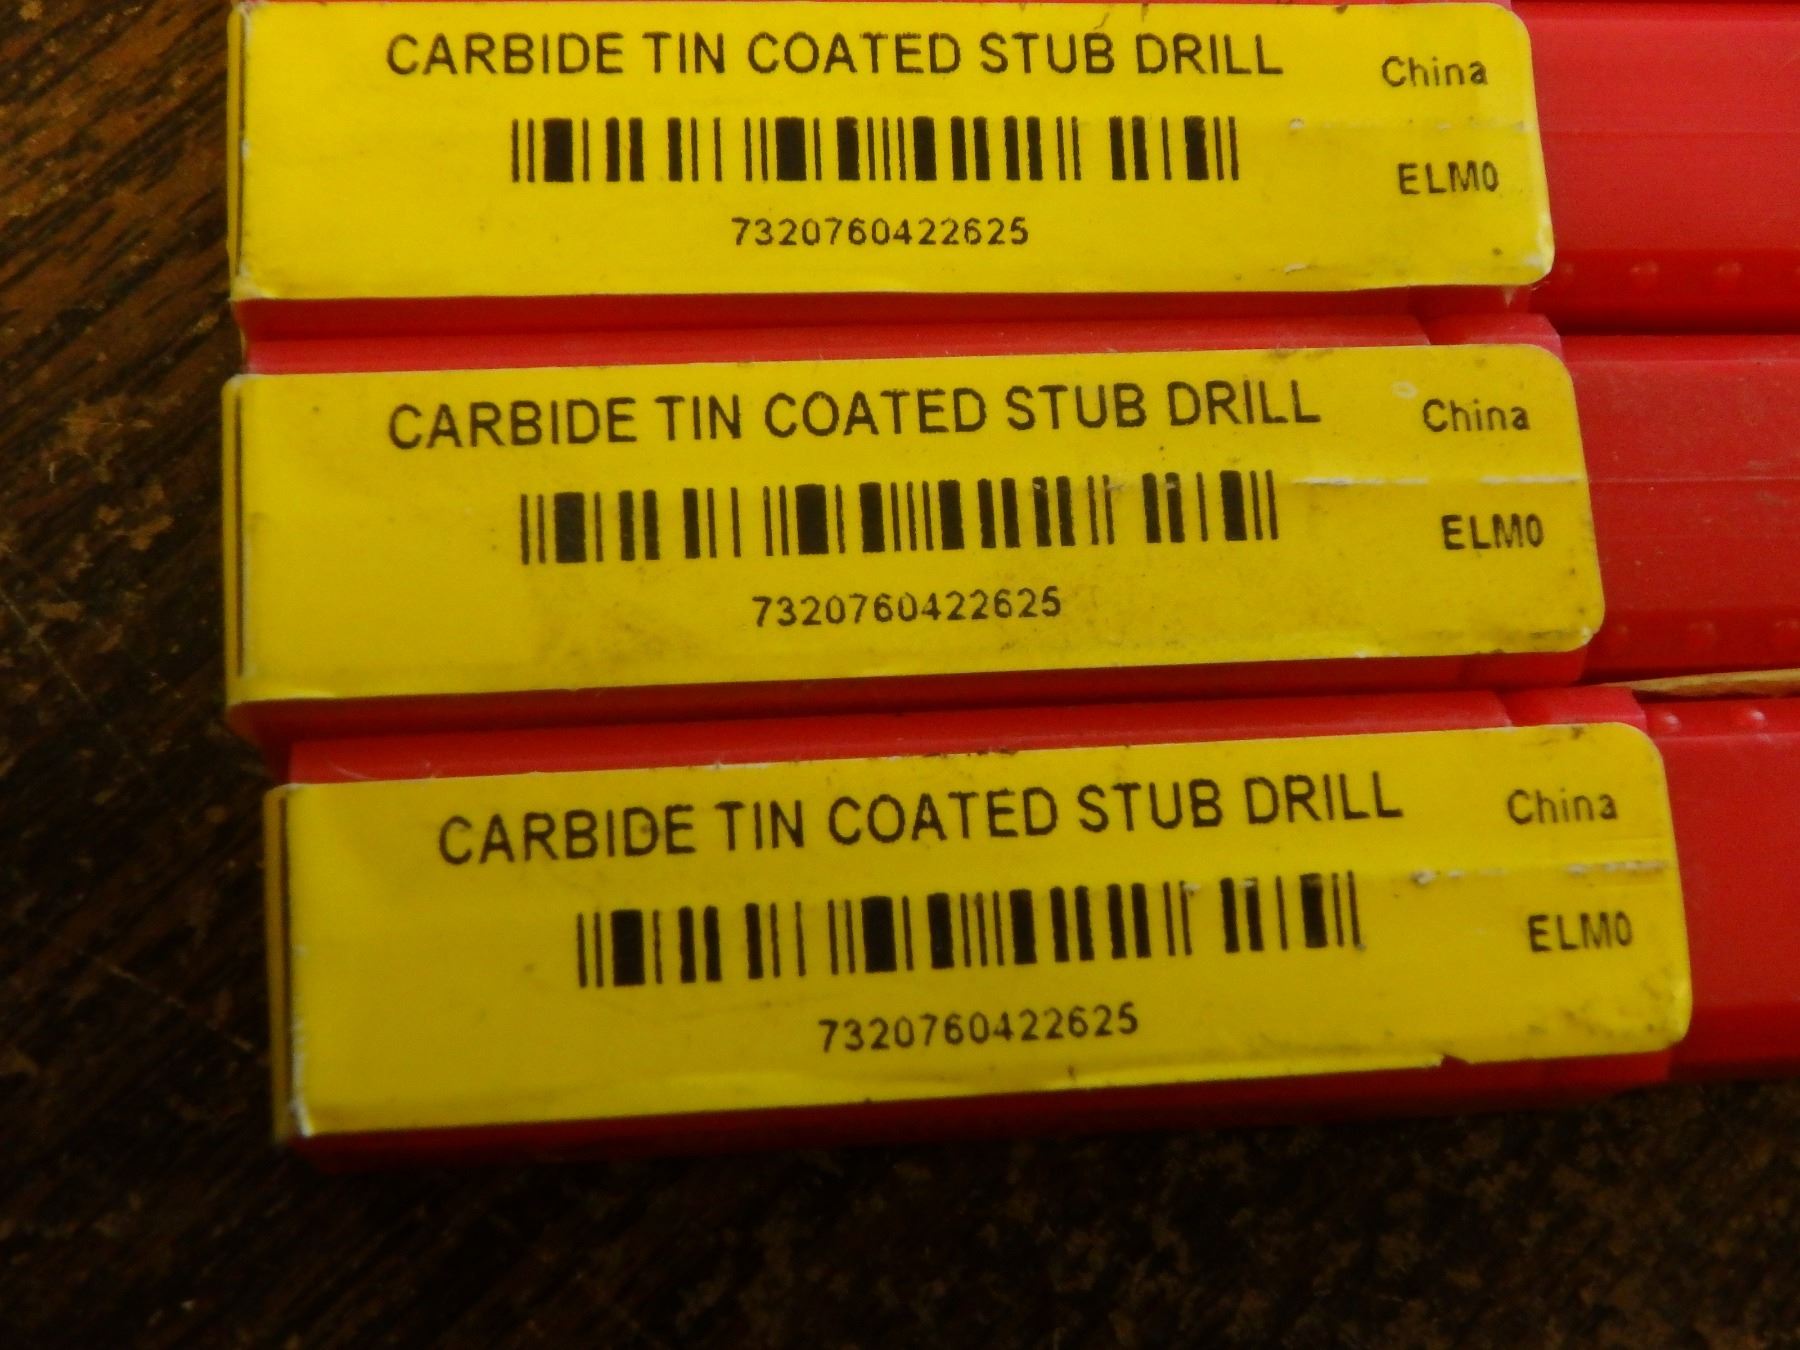 CARBIDE TIN COATED STUB DRILL
China
ELM0
7320760422625
CARBIDE TIN COATED STUB DRILL
China
ELM0
7320760422625
CARBIDE TIN COATED STUB DRILL
China
ELM0
7320760422625